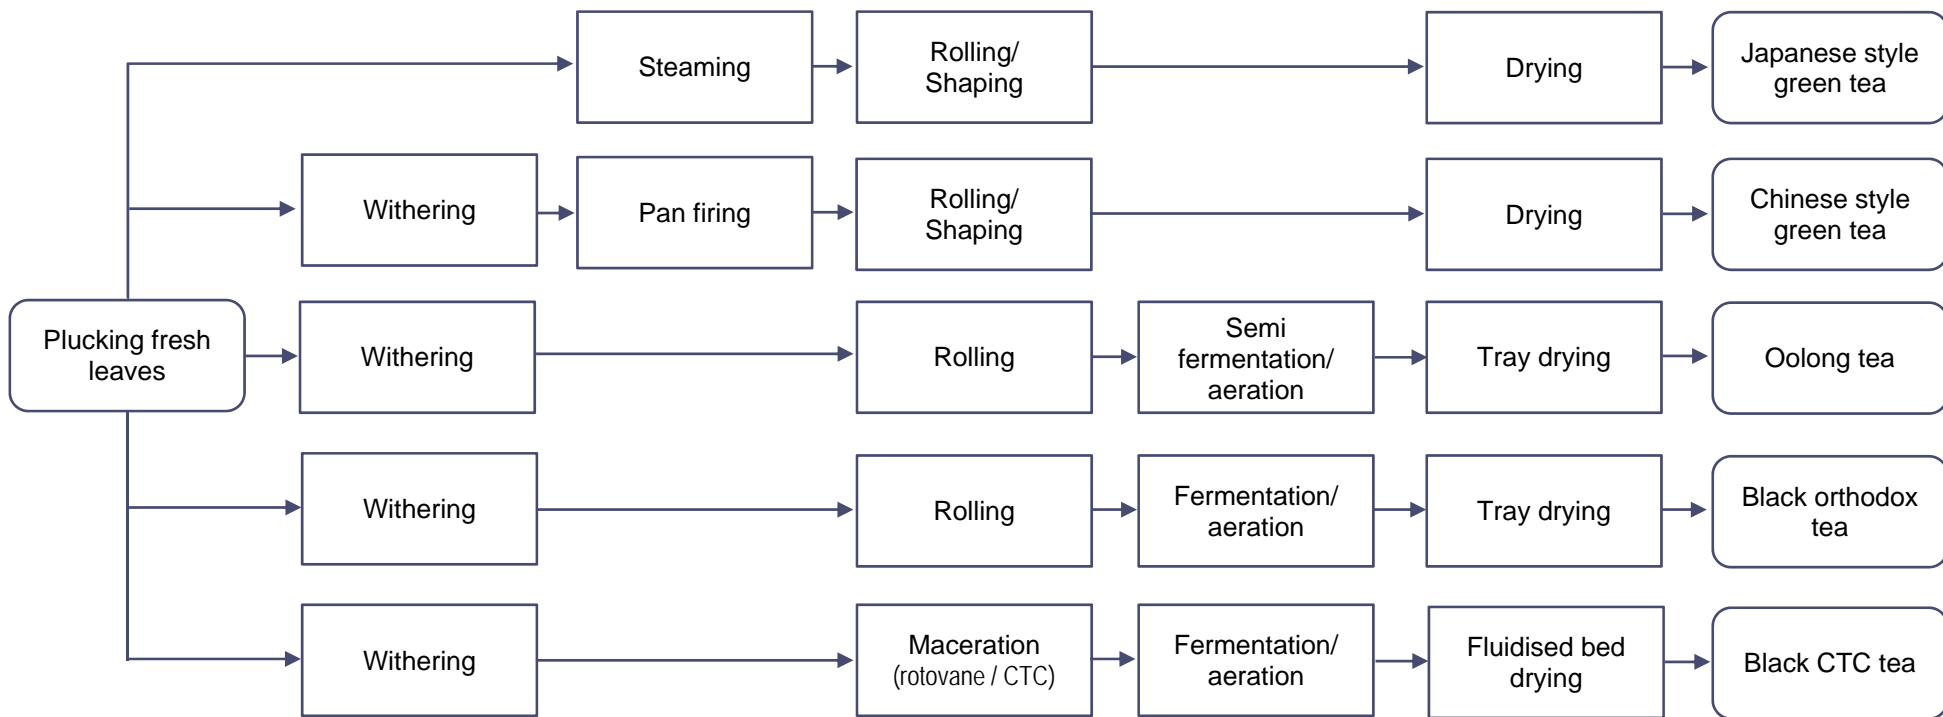 Steaming
Rolling/
Shaping
Drying
Japanese style
green tea
Withering
Pan firing
Rolling/
Shaping
Drying
Chinese style
green tea
Plucking fresh
leaves
Withering
Rolling
Semi
fermentation/
aeration
Tray drying
Oolong tea
Withering
Rolling
Fermentation/
aeration
Tray drying
Black orthodox
tea
Withering
Maceration
(rotovane / CTC)
Fermentation/
aeration
Fluidised bed
drying
Black CTC tea